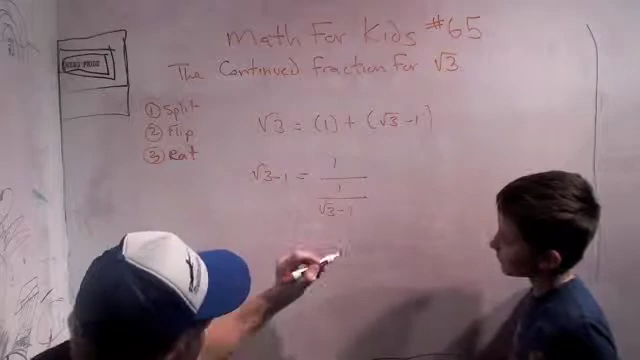 Math For Kids #65
The Continued Fraction for √3
① Split
② Flip
③ Rat
√3 = (1) + (√3 - 1)
√3-1 = 1
1
√3-1